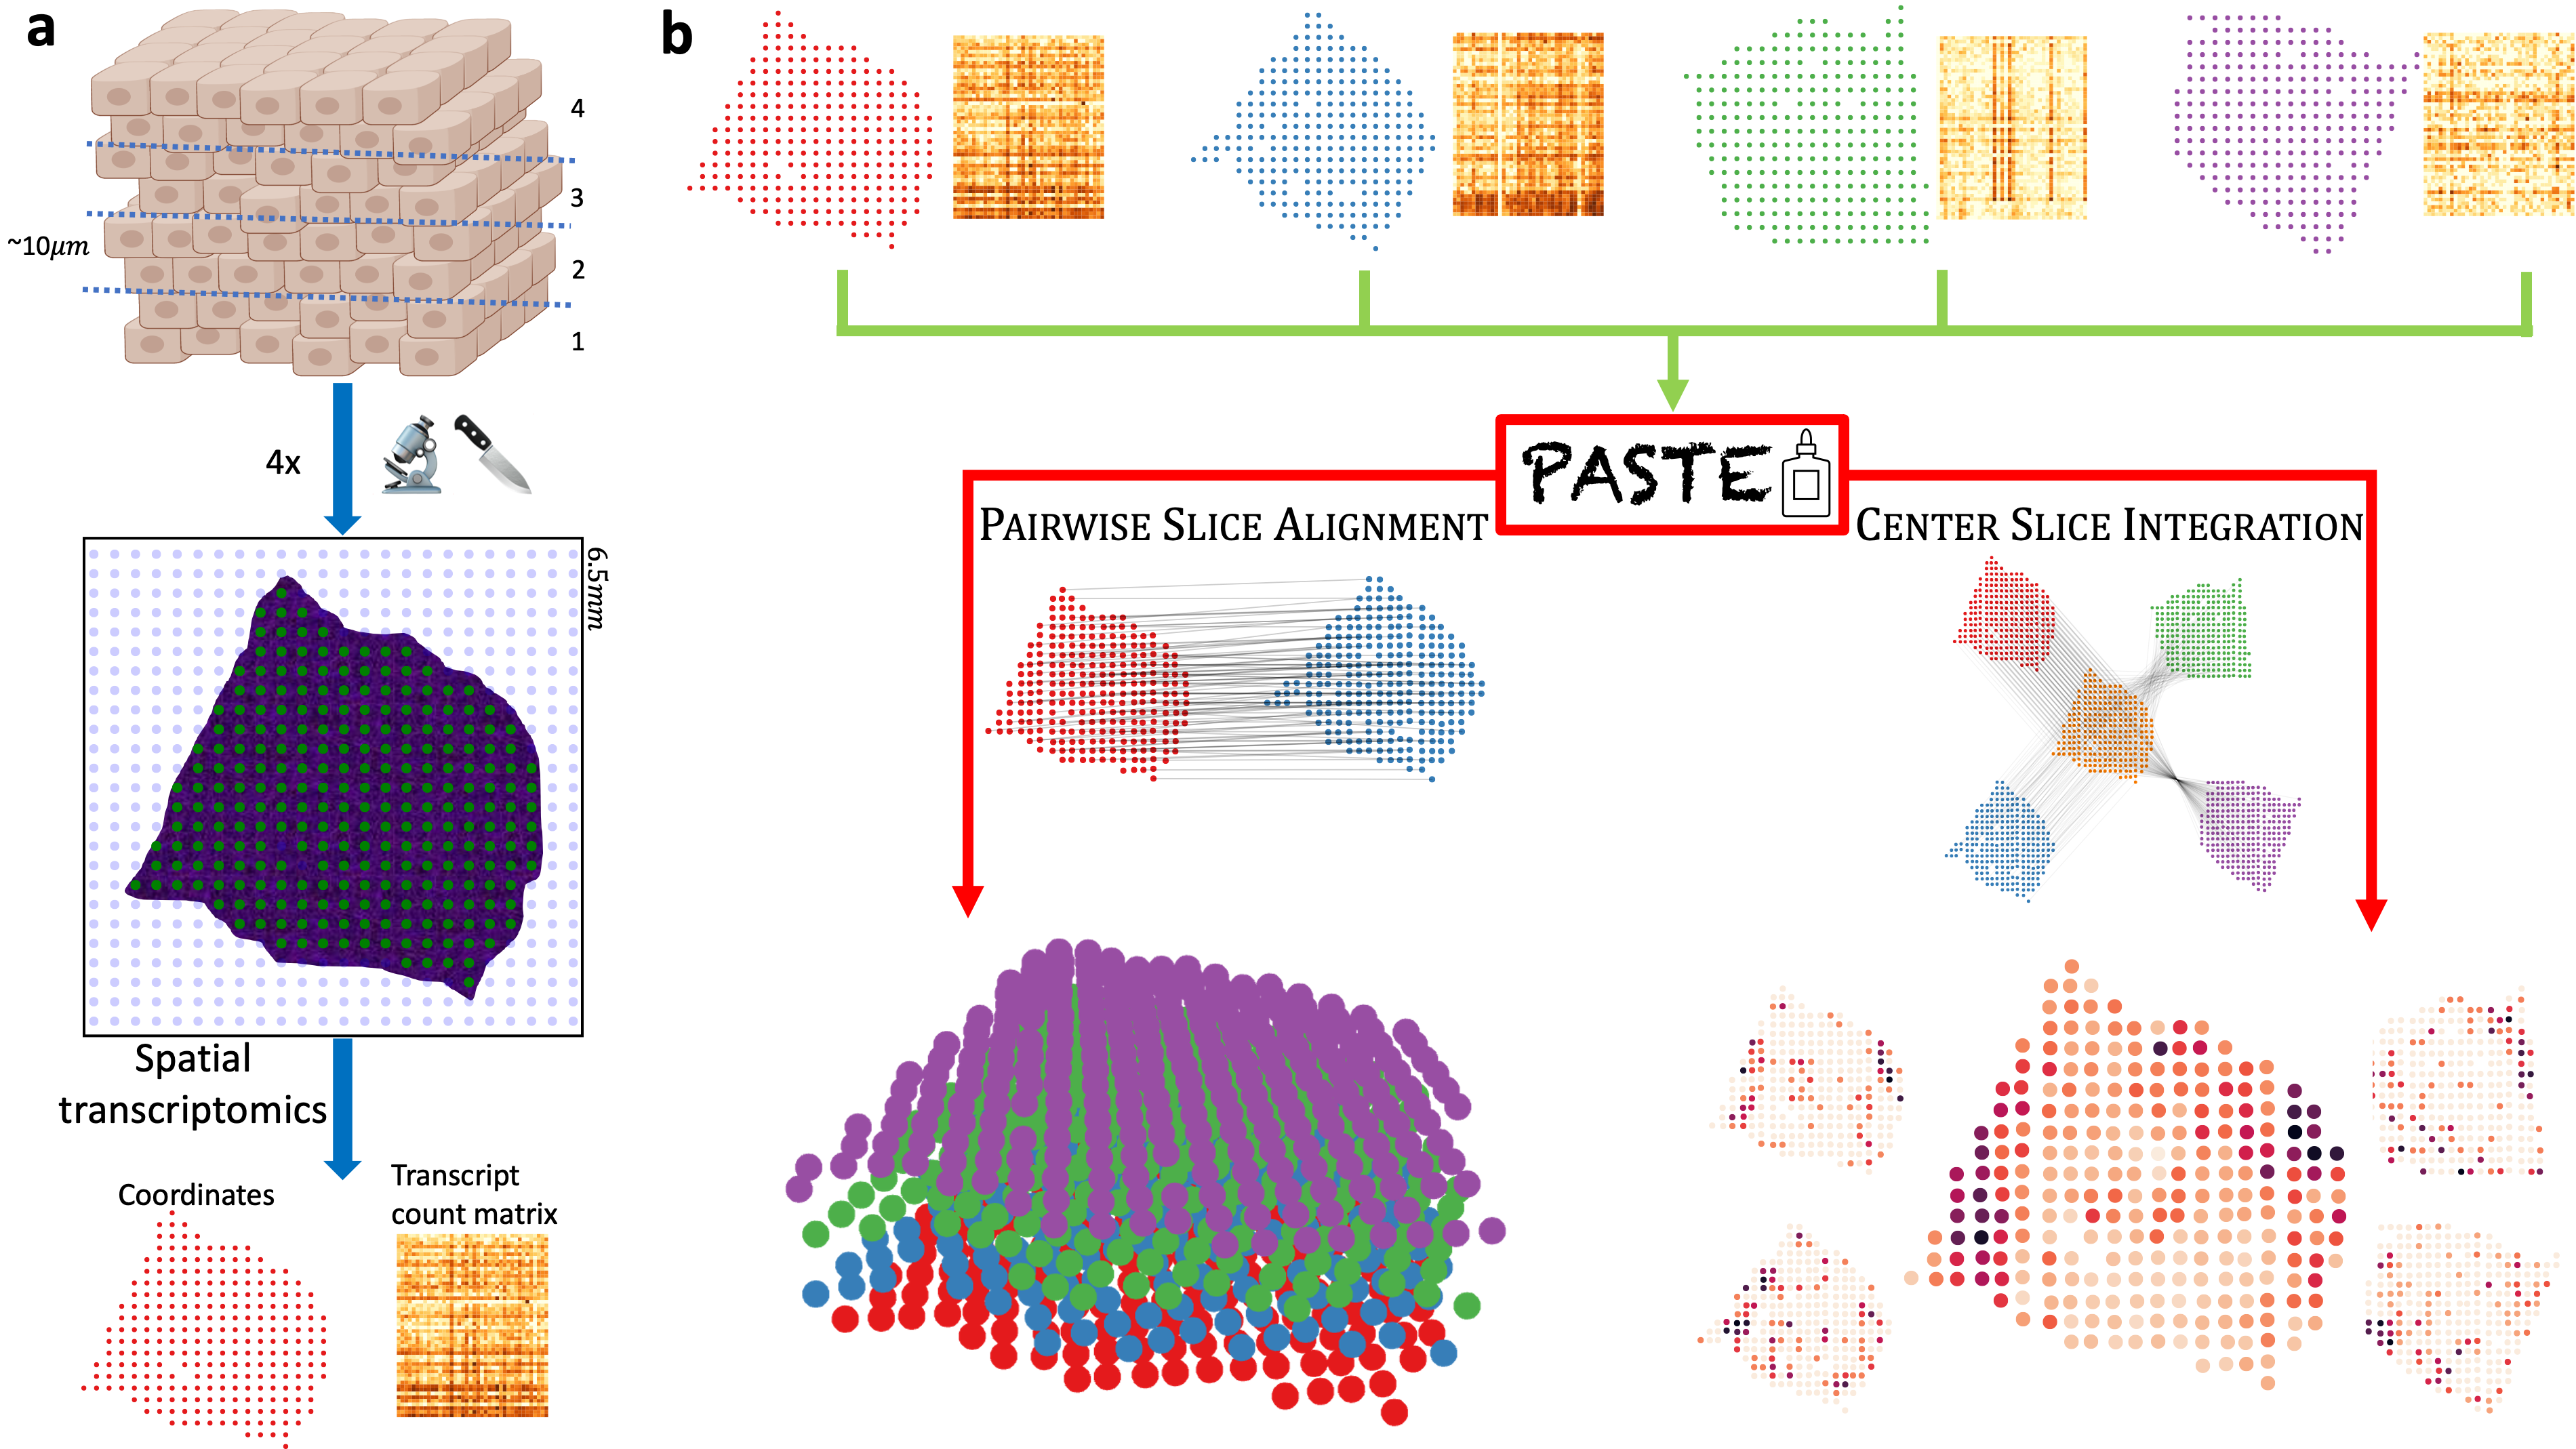 a
4
3
~10μm
2
1
4x
6.5mm
Spatial
transcriptomics
Coordinates
Transcript
count matrix
b
PASTE
PAIRWISE SLICE ALIGNMENT
CENTER SLICE INTEGRATION